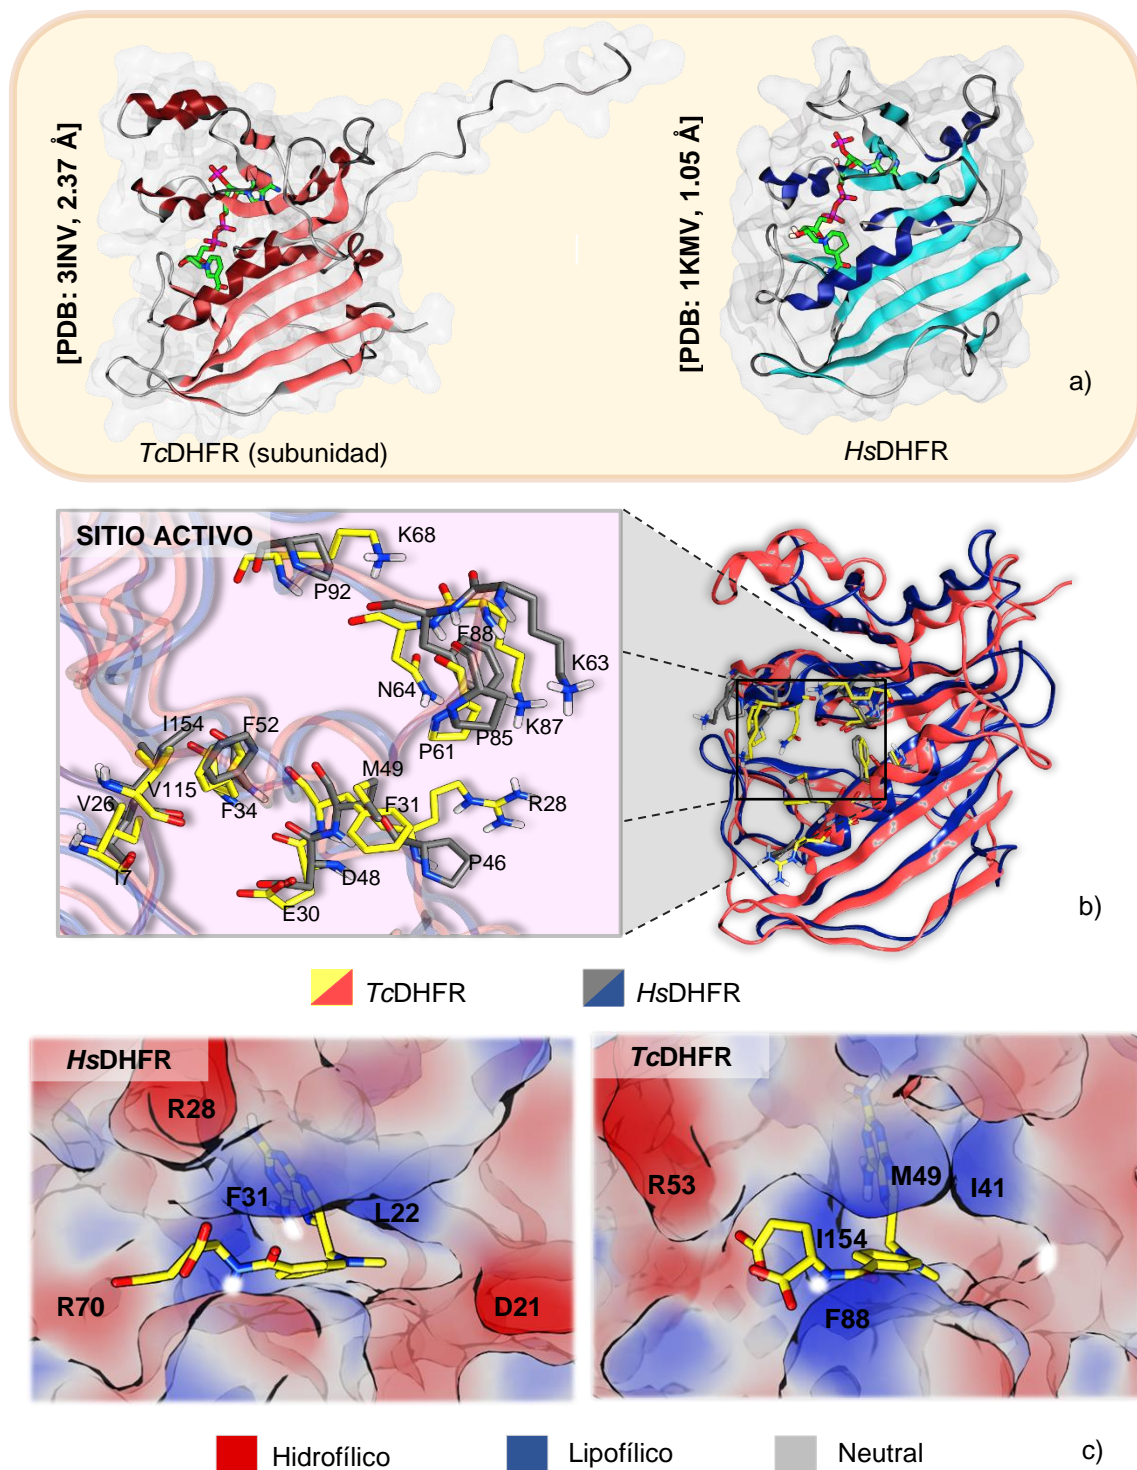 [PDB: 3INV, 2.37 Å]
[PDB: 1KMV, 1.05 Å]
a)
TcDHFR (subunidad)
HsDHFR
SITIO ACTIVO
K68
P92
F88
K63
N64
K87
P61
P85
I154
F52
M49
V26
V115
F34
F31
R28
I7
D48
P46
E30
b)
TcDHFR
HsDHFR
HsDHFR
R28
F31
L22
R70
D21
TcDHFR
R53
M49
I41
I154
F88
Hidrofílico
Lipofílico
Neutral
c)